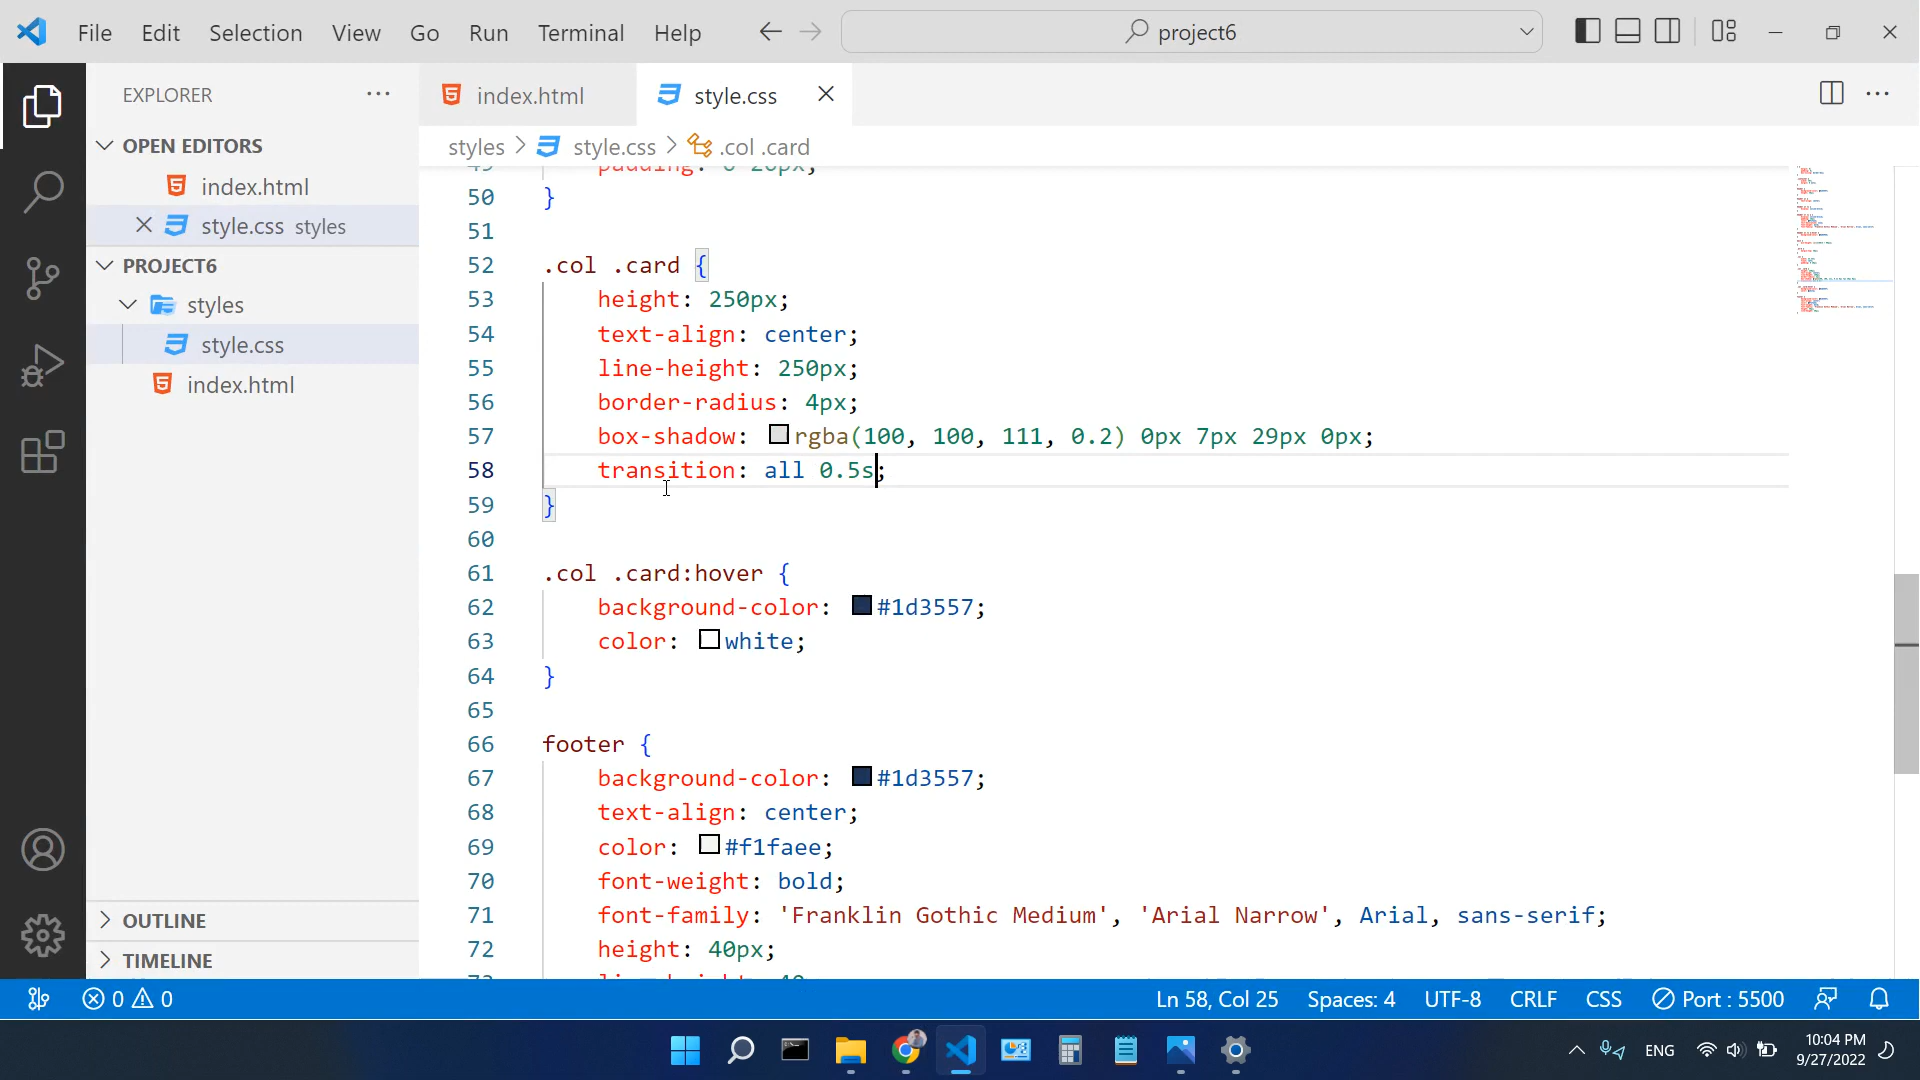 File Edit Selection View Go Run Terminal Help
project6
EXPLORER
index.html
style.css
OPEN EDITORS
styles > style.css > .col .card
index.html
style.css styles
PROJECT6
styles
style.css
index.html
50 }
51
52 .col .card {
53 height: 250px;
54 text-align: center;
55 line-height: 250px;
56 border-radius: 4px;
57 box-shadow: rgba(100, 100, 111, 0.2) 0px 7px 29px 0px;
58 transition: all 0.5s;
59 }
60
61 .col .card:hover {
62 background-color: #1d3557;
63 color: white;
64 }
65
66 footer {
67 background-color: #1d3557;
68 text-align: center;
69 color: #f1faee;
70 font-weight: bold;
71 font-family: 'Franklin Gothic Medium', 'Arial Narrow', Arial, sans-serif;
72 height: 40px;
OUTLINE
TIMELINE
0 0 Ln 58, Col 25 Spaces: 4 UTF-8 CRLF CSS Port : 5500
ENG
10:04 PM
9/27/2022